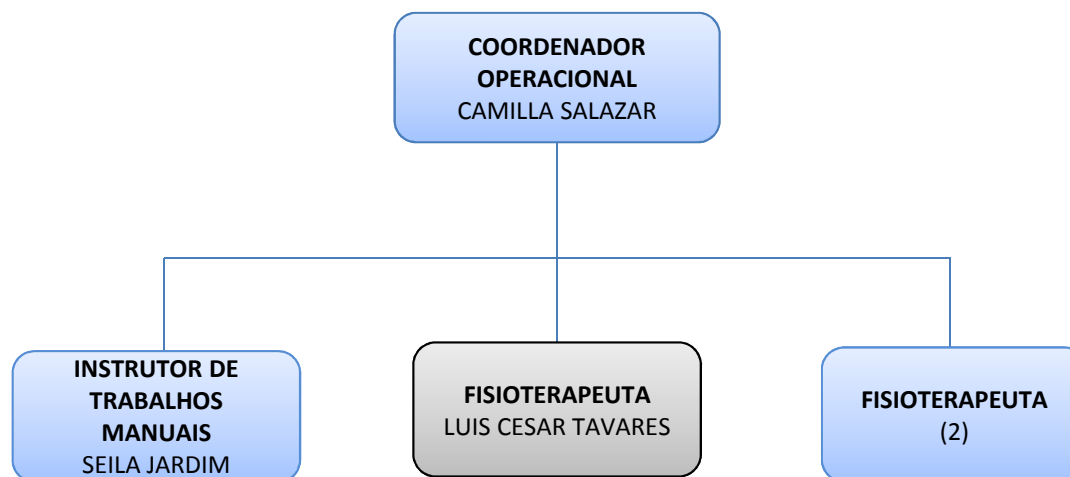 COORDENADOR
OPERACIONAL
CAMILLA SALAZAR
INSTRUTOR DE
TRABALHOS
MANUAIS
SEILA JARDIM
FISIOTERAPEUTA
LUIS CESAR TAVARES
FISIOTERAPEUTA
(2)